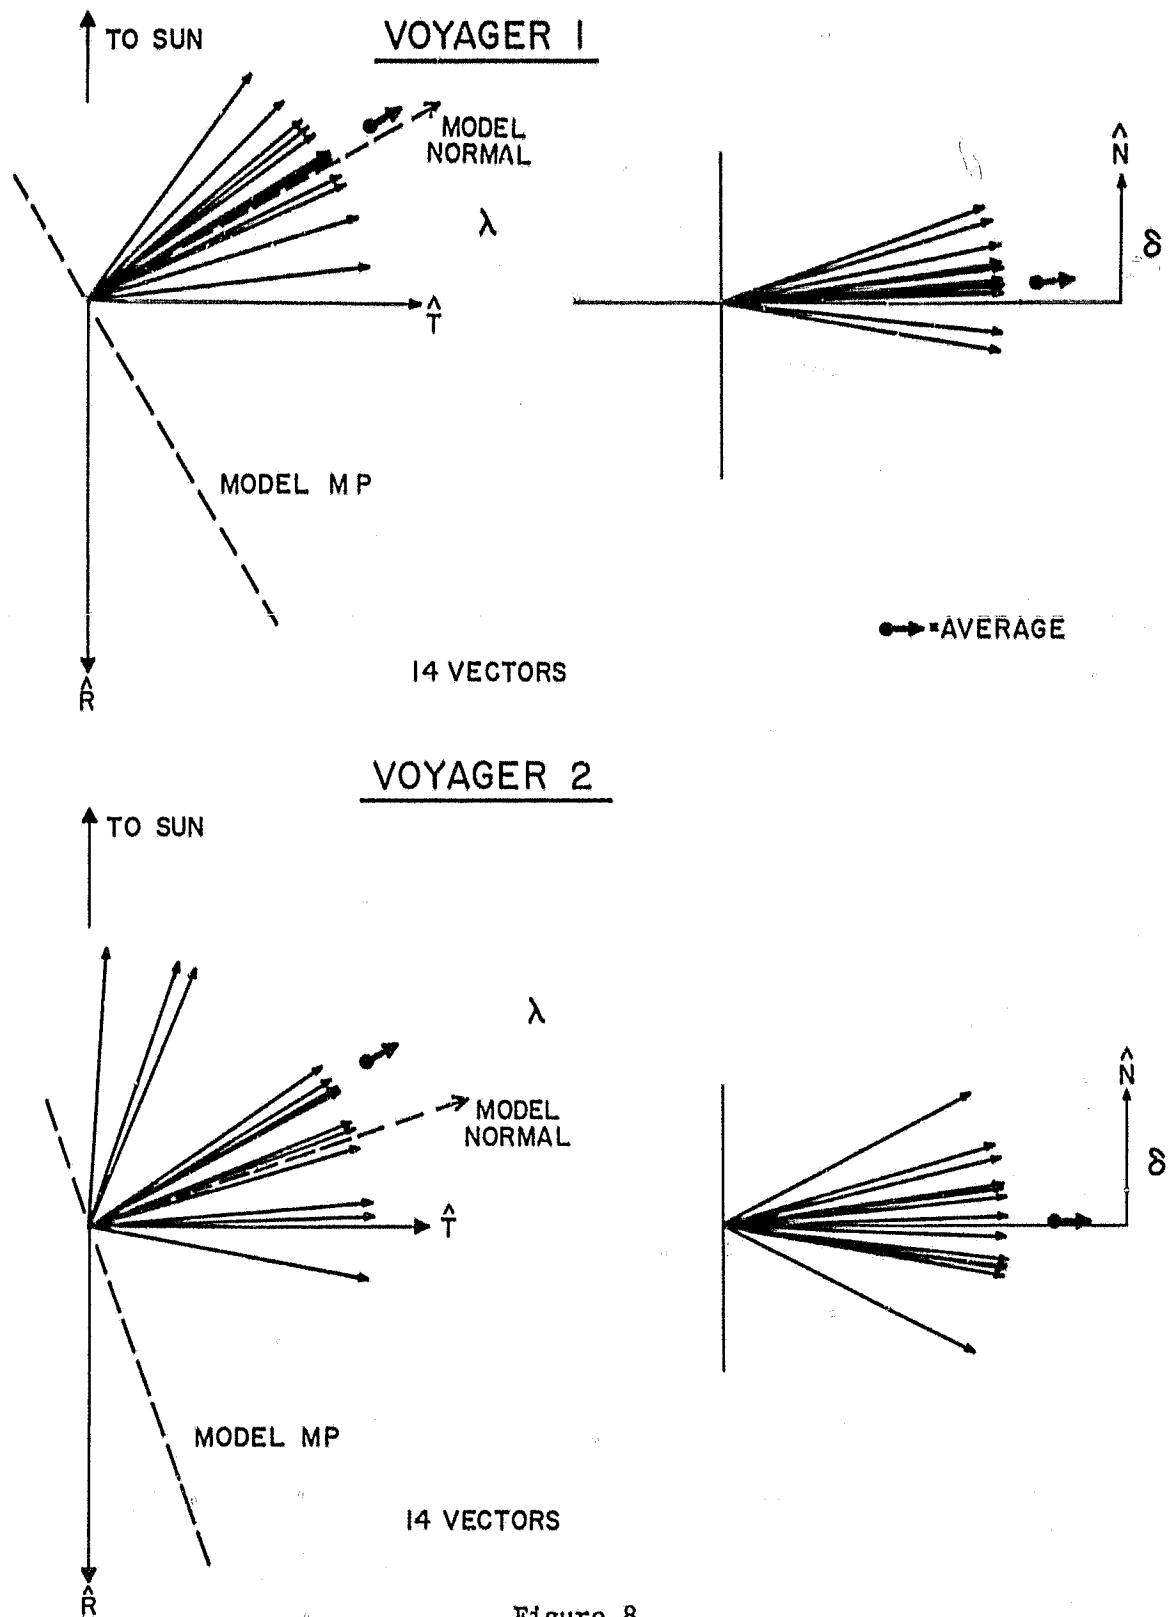 VOYAGER 1
TO SUN
MODEL
NORMAL
N̂
λ
δ
T̂
MODEL MP
AVERAGE
14 VECTORS
R̂
VOYAGER 2
TO SUN
λ
N̂
MODEL
NORMAL
δ
T̂
MODEL MP
14 VECTORS
R̂
Figure 8